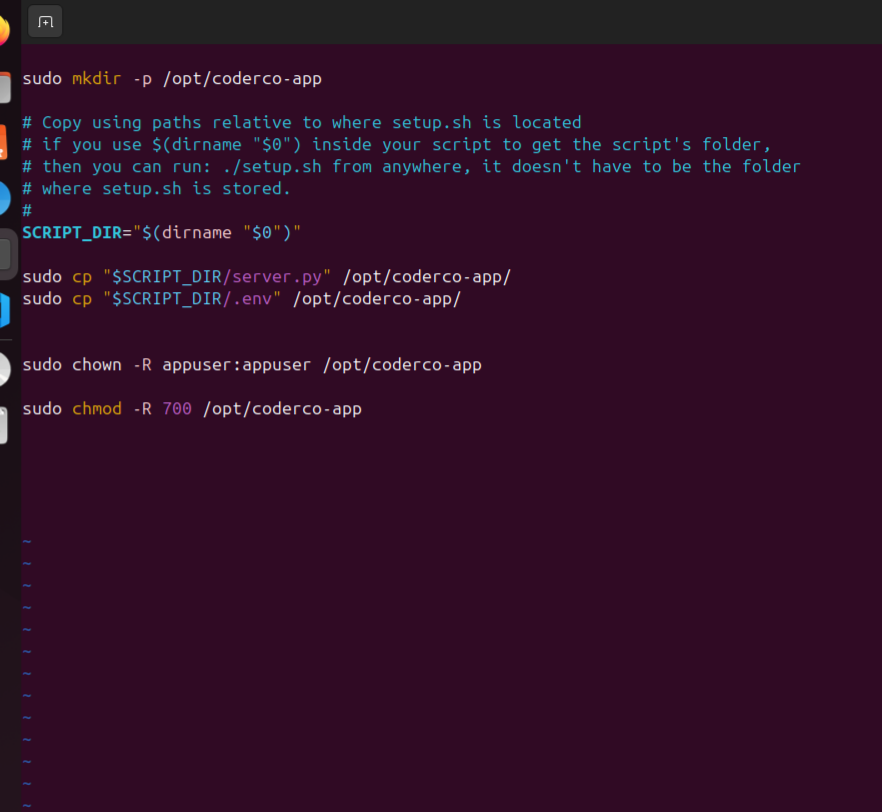 sudo mkdir -p /opt/coderco-app
# Copy using paths relative to where setup.sh is located
# if you use $(dirname "$0") inside your script to get the script's folder,
# then you can run: ./setup.sh from anywhere, it doesn't have to be the folder
# where setup.sh is stored.
#
SCRIPT_DIR="$(dirname "$0")"
sudo cp "$SCRIPT_DIR/server.py" /opt/coderco-app/
sudo cp "$SCRIPT_DIR/.env" /opt/coderco-app/
sudo chown -R appuser:appuser /opt/coderco-app
sudo chmod -R 700 /opt/coderco-app
~
~
~
~
~
~
~
~
~
~
~
~
~